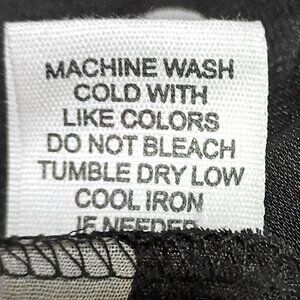 MACHINE WASH
COLD WITH
LIKE COLORS
DO NOT BLEACH
TUMBLE DRY LOW
COOL IRON
IF NEEDED